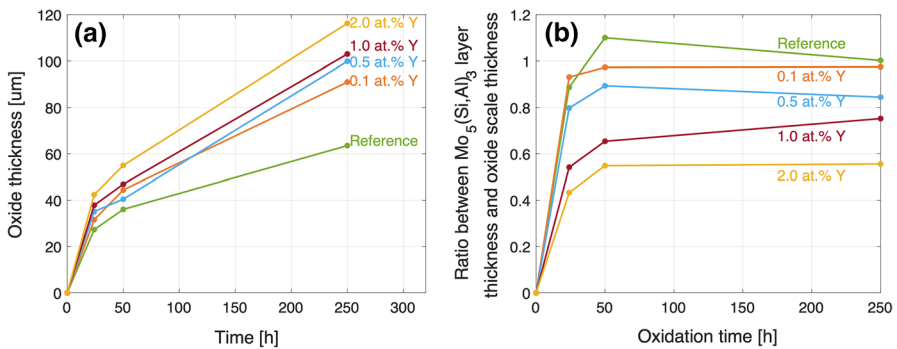 (a)
120
100
80
60
40
20
0
Oxide thickness [um]
2.0 at.% Y
1.0 at.% Y
0.5 at.% Y
0.1 at.% Y
Reference
0 50 100 150 200 250 300
Time [h]
(b)
1.2
1
0.8
0.6
0.4
0.2
0
Ratio between Mo5(Si,Al)3 layer
thickness and oxide scale thickness
Reference
0.1 at.% Y
0.5 at.% Y
1.0 at.% Y
2.0 at.% Y
0 50 100 150 200 250
Oxidation time [h]